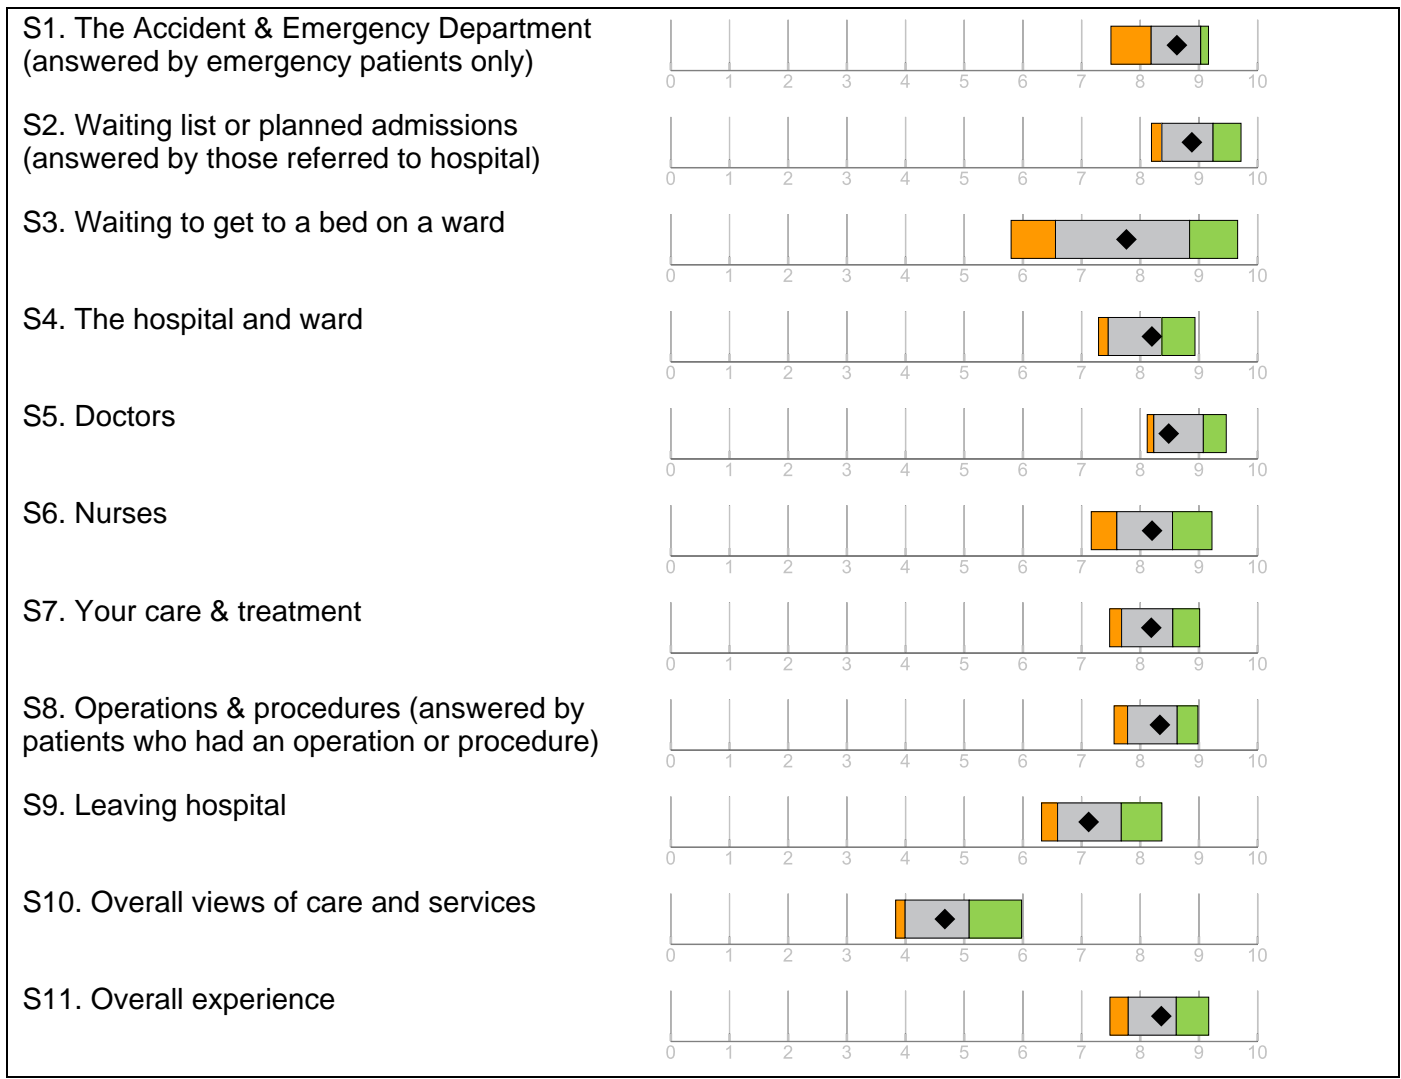 S1. The Accident & Emergency Department
(answered by emergency patients only)
0 1 2 3 4 5 6 7 8 9 10
S2. Waiting list or planned admissions
(answered by those referred to hospital)
0 1 2 3 4 5 6 7 8 9 10
S3. Waiting to get to a bed on a ward
0 1 2 3 4 5 6 7 8 9 10
S4. The hospital and ward
0 1 2 3 4 5 6 7 8 9 10
S5. Doctors
0 1 2 3 4 5 6 7 8 9 10
S6. Nurses
0 1 2 3 4 5 6 7 8 9 10
S7. Your care & treatment
0 1 2 3 4 5 6 7 8 9 10
S8. Operations & procedures (answered by
patients who had an operation or procedure)
0 1 2 3 4 5 6 7 8 9 10
S9. Leaving hospital
0 1 2 3 4 5 6 7 8 9 10
S10. Overall views of care and services
0 1 2 3 4 5 6 7 8 9 10
S11. Overall experience
0 1 2 3 4 5 6 7 8 9 10